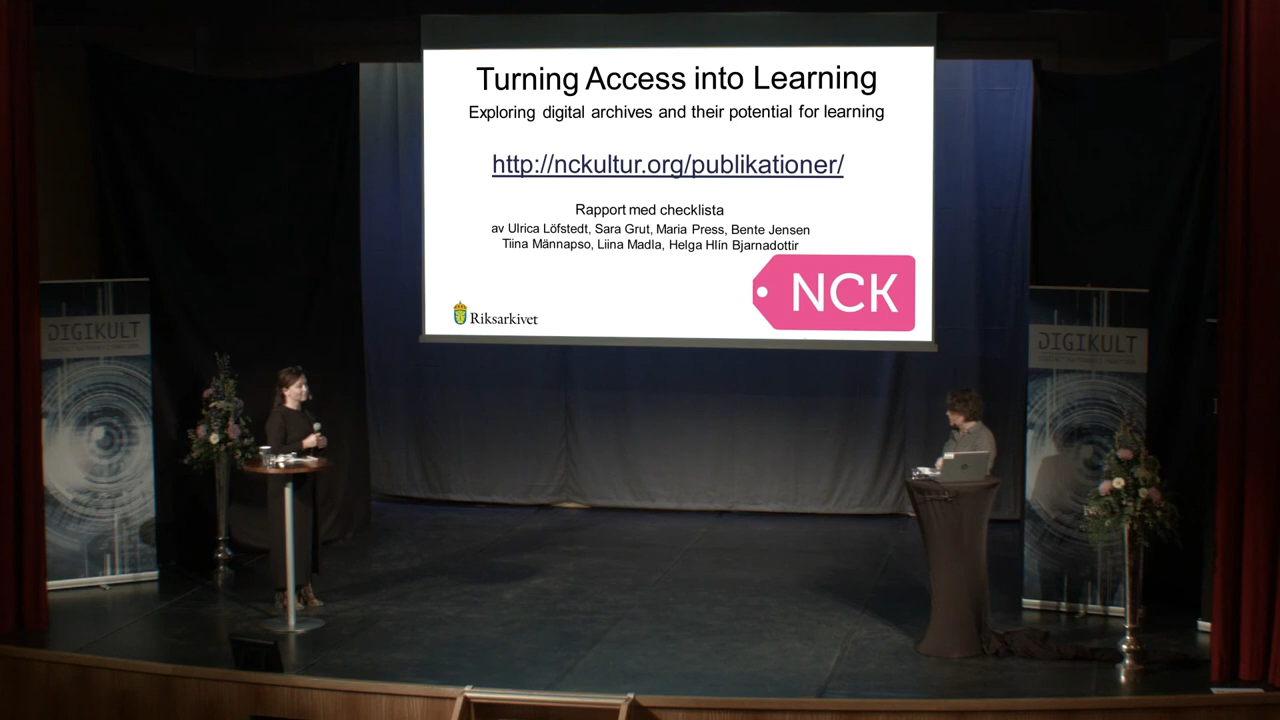 Turning Access into Learning
Exploring digital archives and their potential for learning
http://nckultur.org/publikationer/
Rapport med checklista
av Ulrica Löfstedt, Sara Grut, Maria Press, Bente Jensen
Tiina Männapso, Liina Madla, Helga Hlín Bjarnadottir
NCK
Riksarkivet
DIGIKULT
DIGIKULT